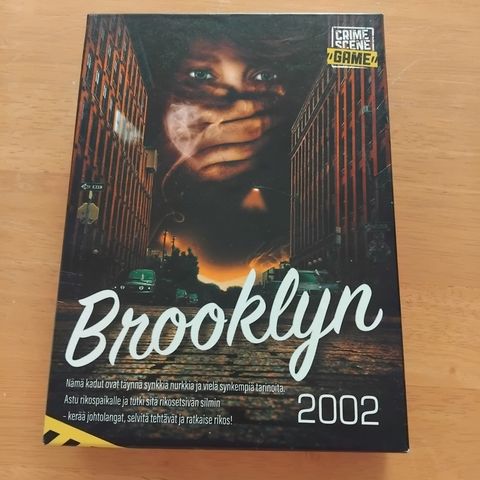 CRIME
SCENE
GAME
Brooklyn
2002
Nämä kadut ovat täynnä synkkiä nurkkia ja vielä synkempiä tarinoita.
Astu rikospaikalle ja tutki sitä rikosetsivän silmin
- kerää johtolangat, selvitä tehtävät ja ratkaise rikos!